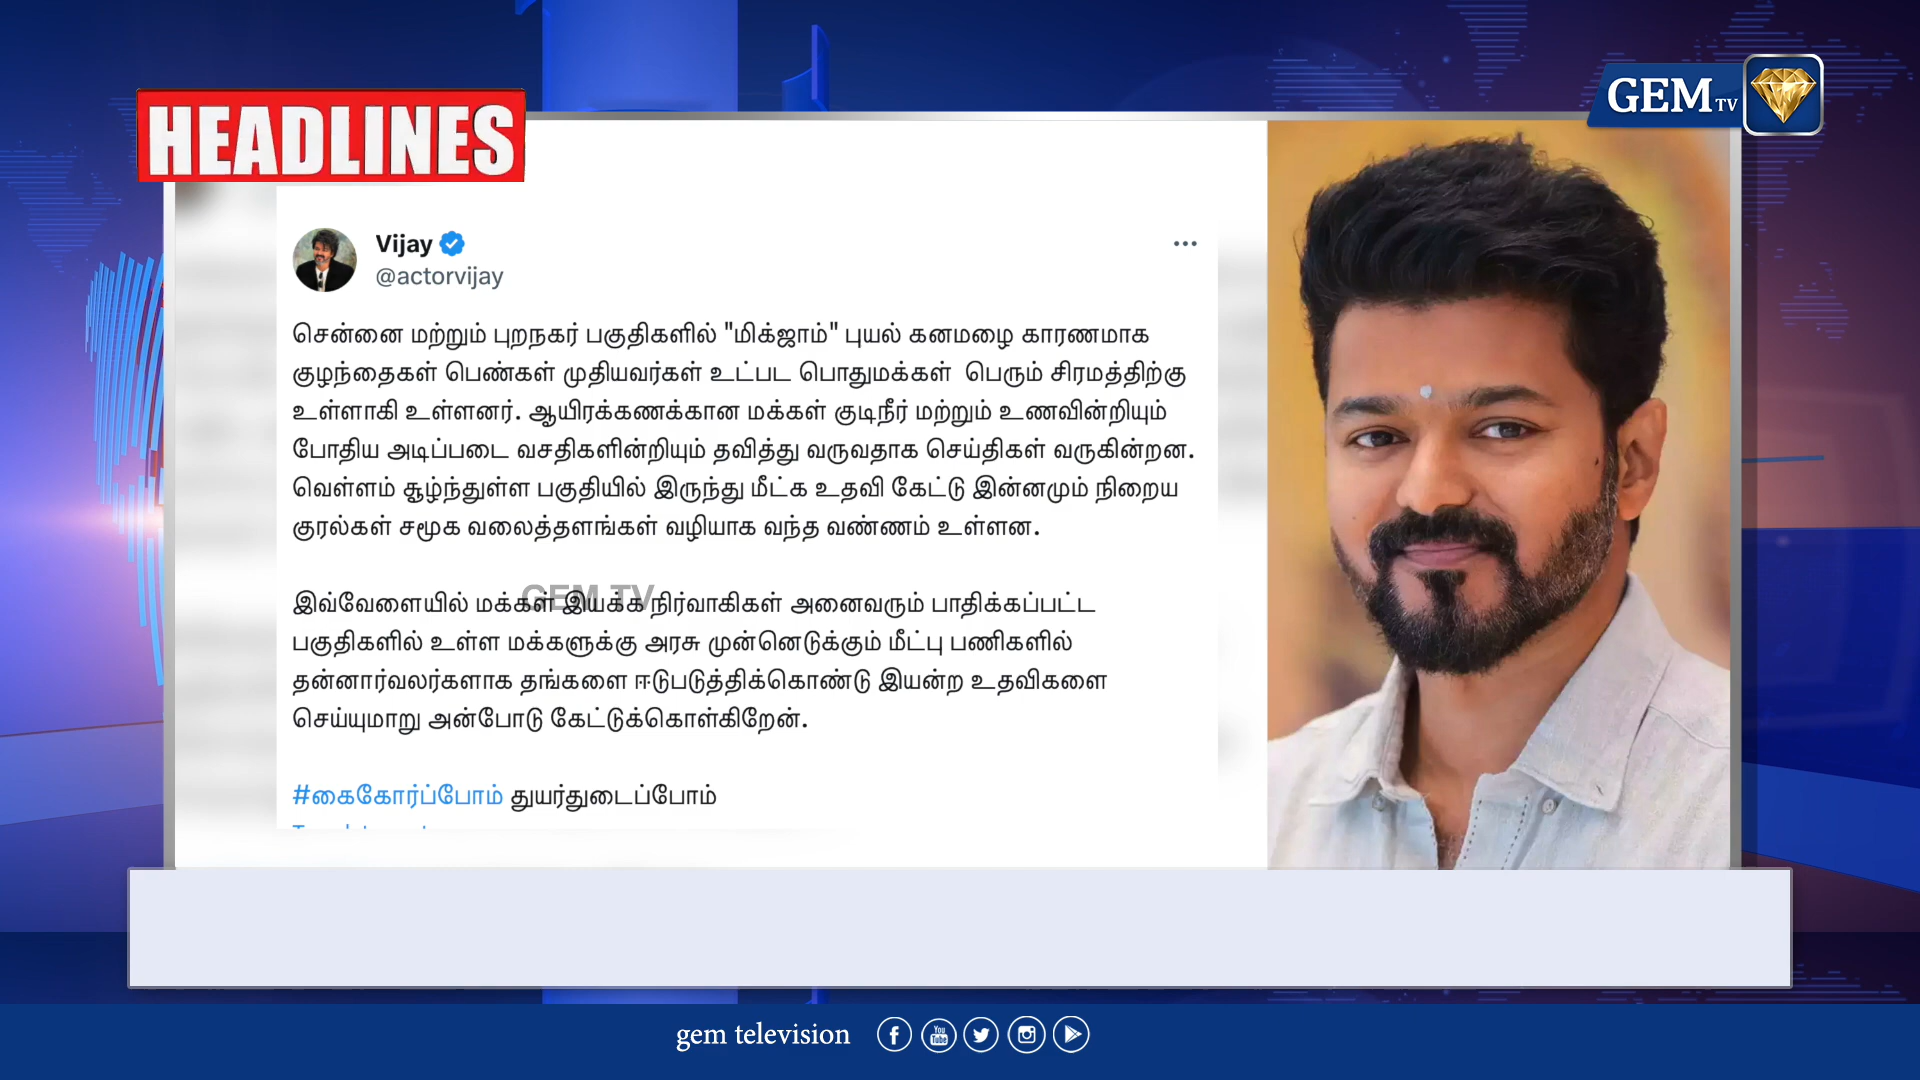 HEADLINES
GEM TV
Vijay
@actorvijay
சென்னை மற்றும் புறநகர் பகுதிகளில் "மிக்ஜாம்" புயல் கனமழை காரணமாக
குழந்தைகள் பெண்கள் முதியவர்கள் உட்பட பொதுமக்கள் பெரும் சிரமத்திற்கு
உள்ளாகி உள்ளனர். ஆயிரக்கணக்கான மக்கள் குடிநீர் மற்றும் உணவின்றியும்
போதிய அடிப்படை வசதிகளின்றியும் தவித்து வருவதாக செய்திகள் வருகின்றன.
வெள்ளம் சூழ்ந்துள்ள பகுதியில் இருந்து மீட்க உதவி கேட்டு இன்னமும் நிறைய
குரல்கள் சமூக வலைத்தளங்கள் வழியாக வந்த வண்ணம் உள்ளன.
GEM TV
இவ்வேளையில் மக்கள் இயக்க நிர்வாகிகள் அனைவரும் பாதிக்கப்பட்ட
பகுதிகளில் உள்ள மக்களுக்கு அரசு முன்னெடுக்கும் மீட்பு பணிகளில்
தன்னார்வலர்களாக தங்களை ஈடுபடுத்திக்கொண்டு இயன்ற உதவிகளை
செய்யுமாறு அன்போடு கேட்டுக்கொள்கிறேன்.
#கைகோர்ப்போம் துயர்துடைப்போம்
gem television